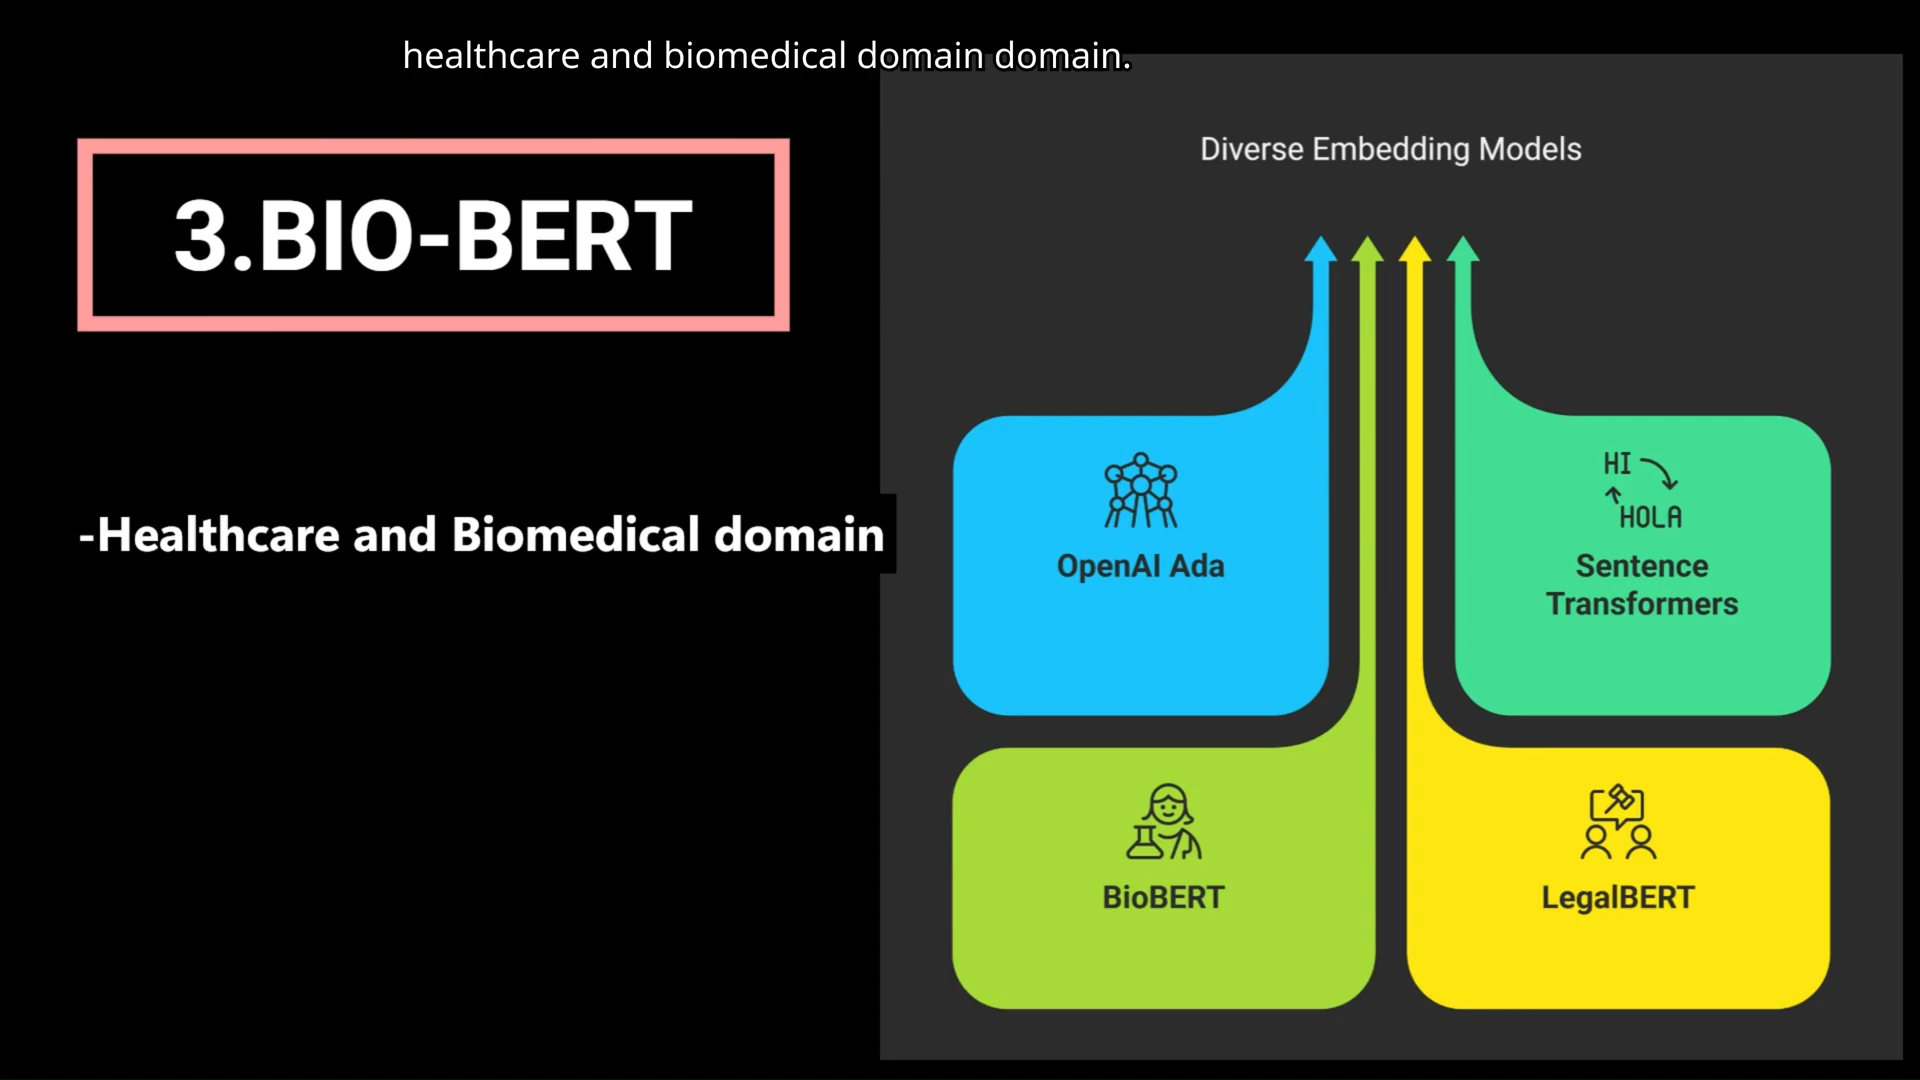 healthcare and biomedical domain domain.
3.BIO-BERT
-Healthcare and Biomedical domain
Diverse Embedding Models
OpenAI Ada
HI
HOLA
Sentence
Transformers
BioBERT
LegalBERT